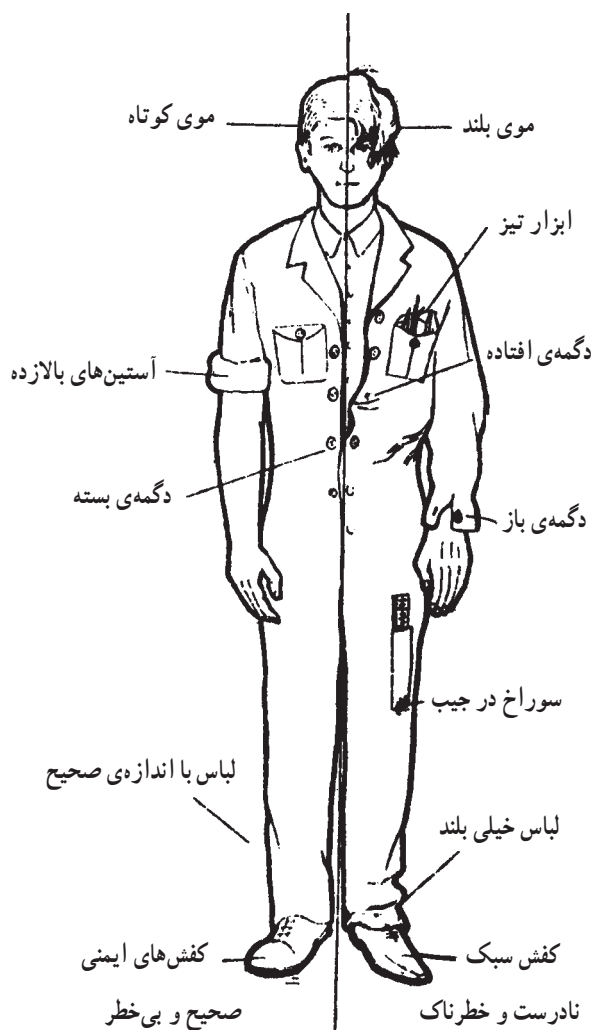 موی بلند
موی کوتاه
ابزار تیز
دگمه‌ی افتاده
آستین‌های بالازده
دگمه‌ی بسته
دگمه‌ی باز
سوراخ در جیب
لباس با اندازه‌ی صحیح
لباس خیلی بلند
کفش سبک
کفش‌های ایمنی
نادرست و خطرناک
صحیح و بی‌خطر